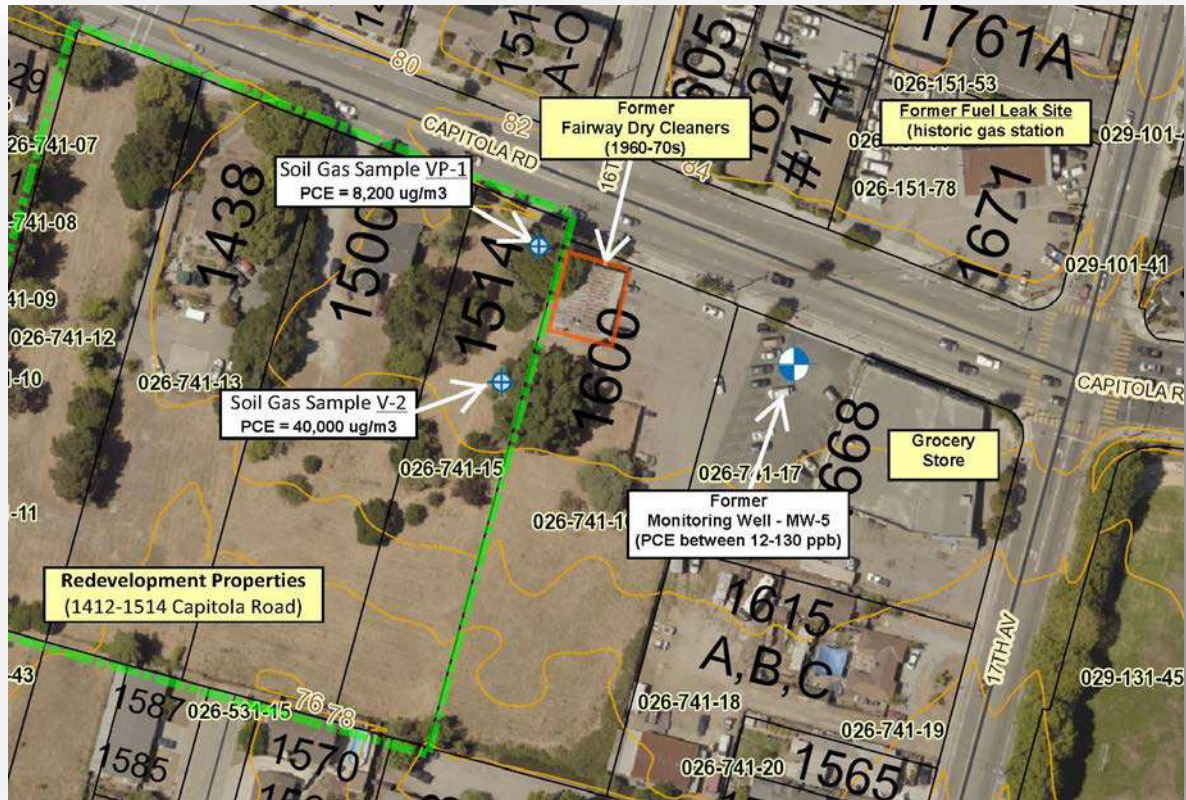 80
151
A-O
605
1621
#1-4
1761A
026-151-53
Former Fuel Leak Site
(historic gas station
026-151-78
1671
029-101-41
82
84
CAPITOLA RD
Former
Fairway Dry Cleaners
(1960-70s)
026-741-07
Soil Gas Sample VP-1
PCE = 8,200 ug/m3
1438
1500
1514
1600
026-741-12
026-741-13
Soil Gas Sample V-2
PCE = 40,000 ug/m3
026-741-15
026-741-17
Former
Monitoring Well - MW-5
(PCE between 12-130 ppb)
Grocery
Store
Redevelopment Properties
(1412-1514 Capitola Road)
1615
A,B,C
17TH AV
029-131-45
026-741-18
026-741-19
026-741-20
1565
76
78
026-531-15
1587
1585
1570